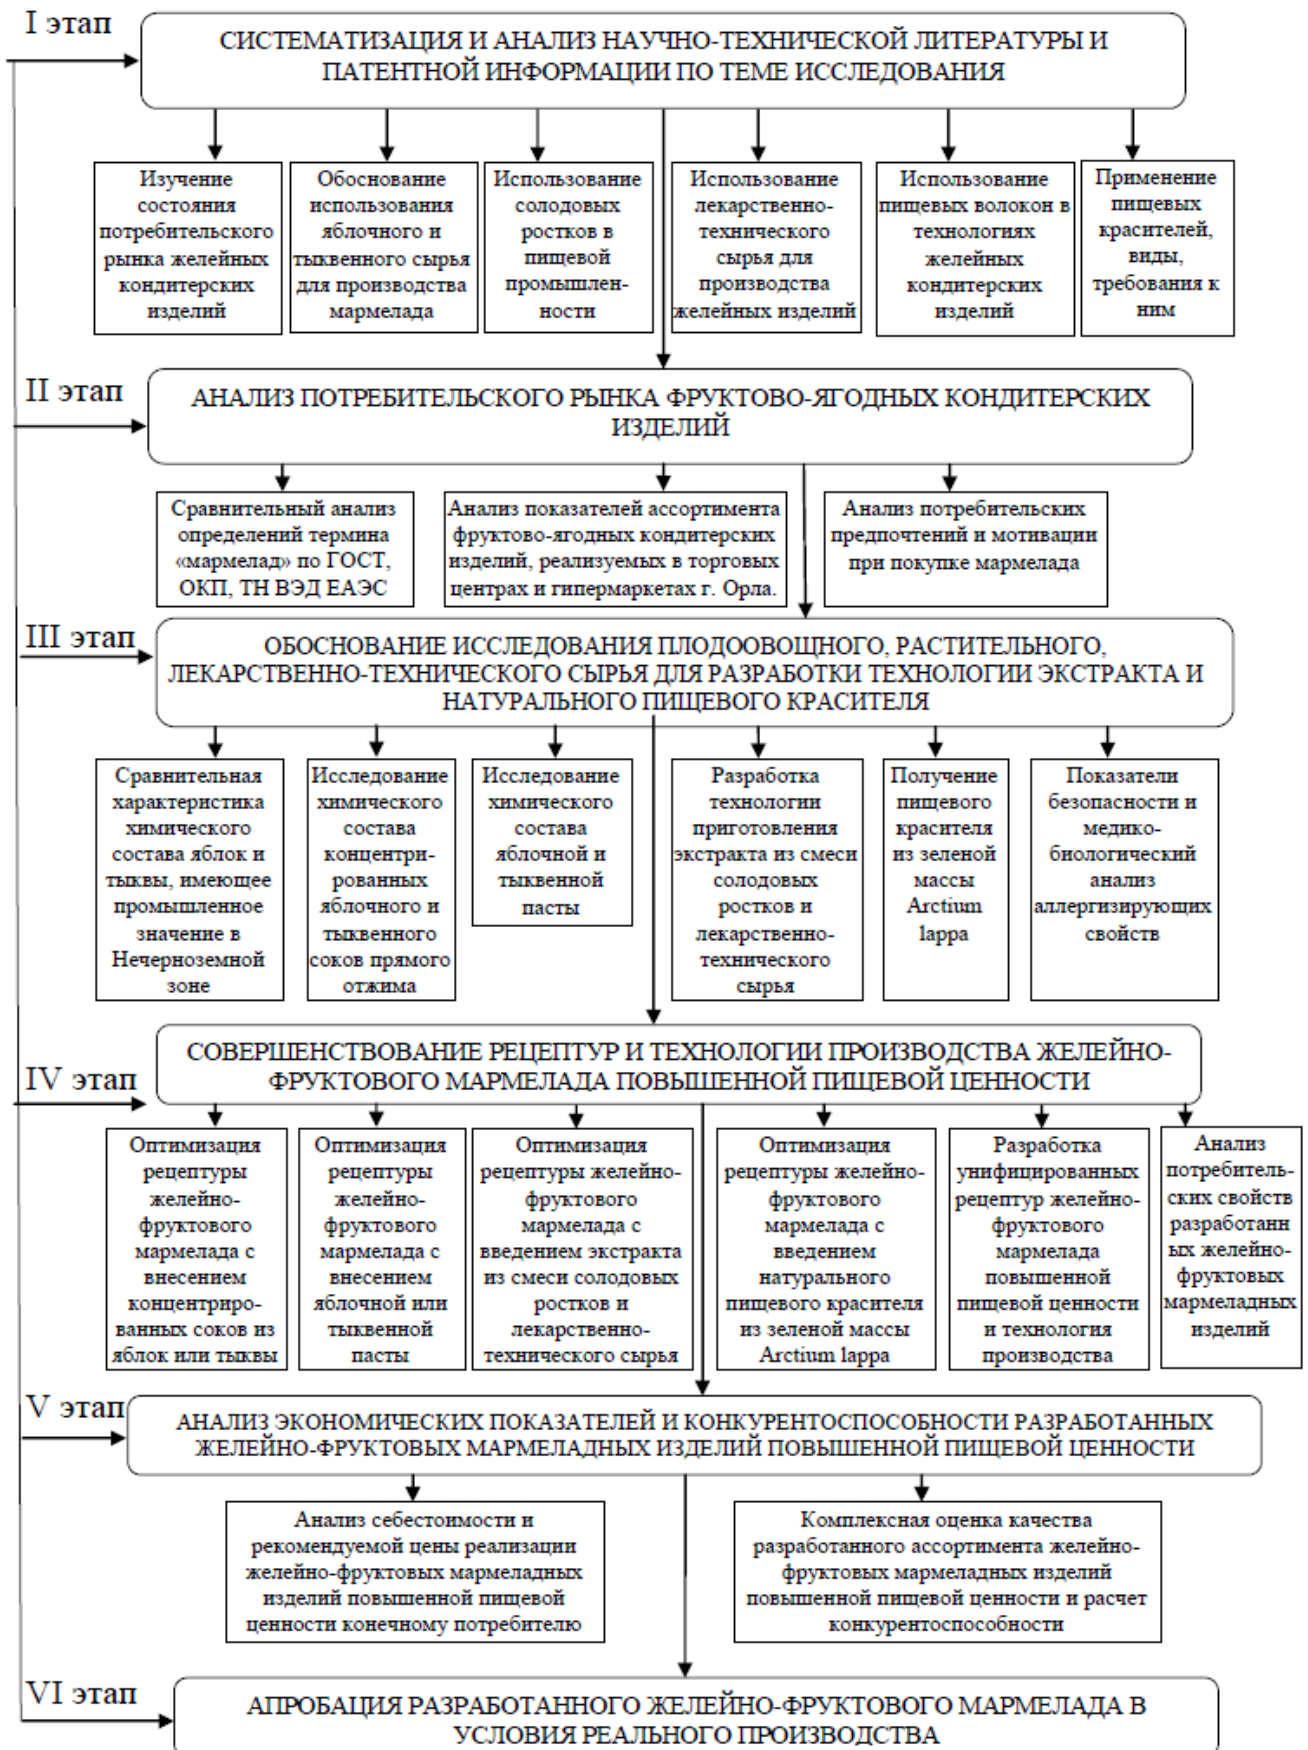 I этап
СИСТЕМАТИЗАЦИЯ И АНАЛИЗ НАУЧНО-ТЕХНИЧЕСКОЙ ЛИТЕРАТУРЫ И
ПАТЕНТНОЙ ИНФОРМАЦИИ ПО ТЕМЕ ИССЛЕДОВАНИЯ
Изучение
состояния
потребительского
рынка желейных
кондитерских
изделий
Обоснование
использования
яблочного и
тыквенного сырья
для производства
мармелада
Использование
солодовых
ростков в
пищевой
промышлен-
ности
Использование
лекарственно-
технического
сырья для
производства
желейных изделий
Использование
пищевых волокон в
технологиях
желейных
кондитерских
изделий
Применение
пищевых
красителей,
виды,
требования к
ним
II этап
АНАЛИЗ ПОТРЕБИТЕЛЬСКОГО РЫНКА ФРУКТОВО-ЯГОДНЫХ КОНДИТЕРСКИХ
ИЗДЕЛИЙ
Сравнительный анализ
определений термина
«мармелад» по ГОСТ,
ОКП, ТН ВЭД ЕАЭС
Анализ показателей ассортимента
фруктово-ягодных кондитерских
изделий, реализуемых в торговых
центрах и гипермаркетах г. Орла.
Анализ потребительских
предпочтений и мотивации
при покупке мармелада
III этап
ОБОСНОВАНИЕ ИССЛЕДОВАНИЯ ПЛОДООВОЩНОГО, РАСТИТЕЛЬНОГО,
ЛЕКАРСТВЕННО-ТЕХНИЧЕСКОГО СЫРЬЯ ДЛЯ РАЗРАБОТКИ ТЕХНОЛОГИИ ЭКСТРАКТА И
НАТУРАЛЬНОГО ПИЩЕВОГО КРАСИТЕЛЯ
Сравнительная
характеристика
химического
состава яблок и
тыквы, имеющее
промышленное
значение в
Нечерноземной
зоне
Исследование
химического
состава
концентри-
рованных
яблочного и
тыквенного
соков прямого
отжима
Исследование
химического
состава
яблочной и
тыквенной
пасты
Разработка
технологии
приготовления
экстракта из смеси
солодовых
ростков и
лекарственно-
технического
сырья
Получение
пищевого
красителя
из зеленой
массы
Arctium
lappa
Показатели
безопасности и
медико-
биологический
анализ
аллергизирующих
свойств
IV этап
СОВЕРШЕНСТВОВАНИЕ РЕЦЕПТУР И ТЕХНОЛОГИИ ПРОИЗВОДСТВА ЖЕЛЕЙНО-
ФРУКТОВОГО МАРМЕЛАДА ПОВЫШЕННОЙ ПИЩЕВОЙ ЦЕННОСТИ
Оптимизация
рецептуры
желейно-
фруктового
мармелада с
внесением
концентриро-
ванных соков из
яблок или тыквы
Оптимизация
рецептуры
желейно-
фруктового
мармелада с
внесением
яблочной или
тыквенной
пасты
Оптимизация
рецептуры желейно-
фруктового
мармелада с
введением экстракта
из смеси солодовых
ростков и
лекарственно-
технического сырья
Оптимизация
рецептуры желейно-
фруктового
мармелада с
введением
натурального
пищевого красителя
из зеленой массы
Arctium lappa
Разработка
унифицированных
рецептур желейно-
фруктового
мармелада
повышенной
пищевой ценности
и технология
производства
Анализ
потребитель-
ских свойств
разработанн
ых желейно-
фруктовых
мармеладных
изделий
V этап
АНАЛИЗ ЭКОНОМИЧЕСКИХ ПОКАЗАТЕЛЕЙ И КОНКУРЕНТОСПОСОБНОСТИ РАЗРАБОТАННЫХ
ЖЕЛЕЙНО-ФРУКТОВЫХ МАРМЕЛАДНЫХ ИЗДЕЛИЙ ПОВЫШЕННОЙ ПИЩЕВОЙ ЦЕННОСТИ
Анализ себестоимости и
рекомендуемой цены реализации
желейно-фруктовых мармеладных
изделий повышенной пищевой
ценности конечному потребителю
Комплексная оценка качества
разработанного ассортимента желейно-
фруктовых мармеладных изделий
повышенной пищевой ценности и расчет
конкурентоспособности
VI этап
АПРОБАЦИЯ РАЗРАБОТАННОГО ЖЕЛЕЙНО-ФРУКТОВОГО МАРМЕЛАДА В
УСЛОВИЯ РЕАЛЬНОГО ПРОИЗВОДСТВА